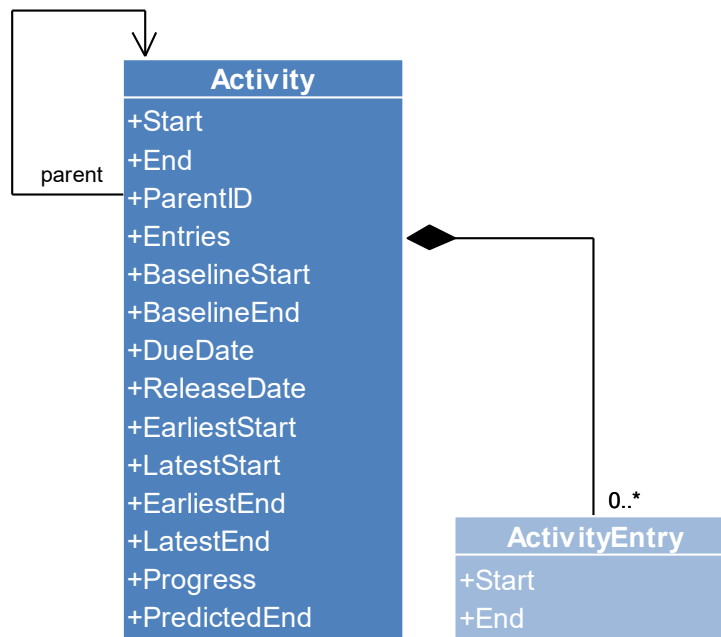 Activity
+Start
+End
parent
+ParentID
+Entries
+BaselineStart
+BaselineEnd
+DueDate
+ReleaseDate
+EarliestStart
+LatestStart
+EarliestEnd
+LatestEnd
+Progress
+PredictedEnd
0..*
ActivityEntry
+Start
+End